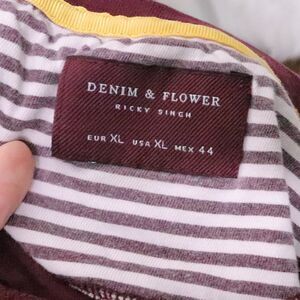 DENIM & FLOWER
RICKY SINGH
EUR XL USA XL MEX 44